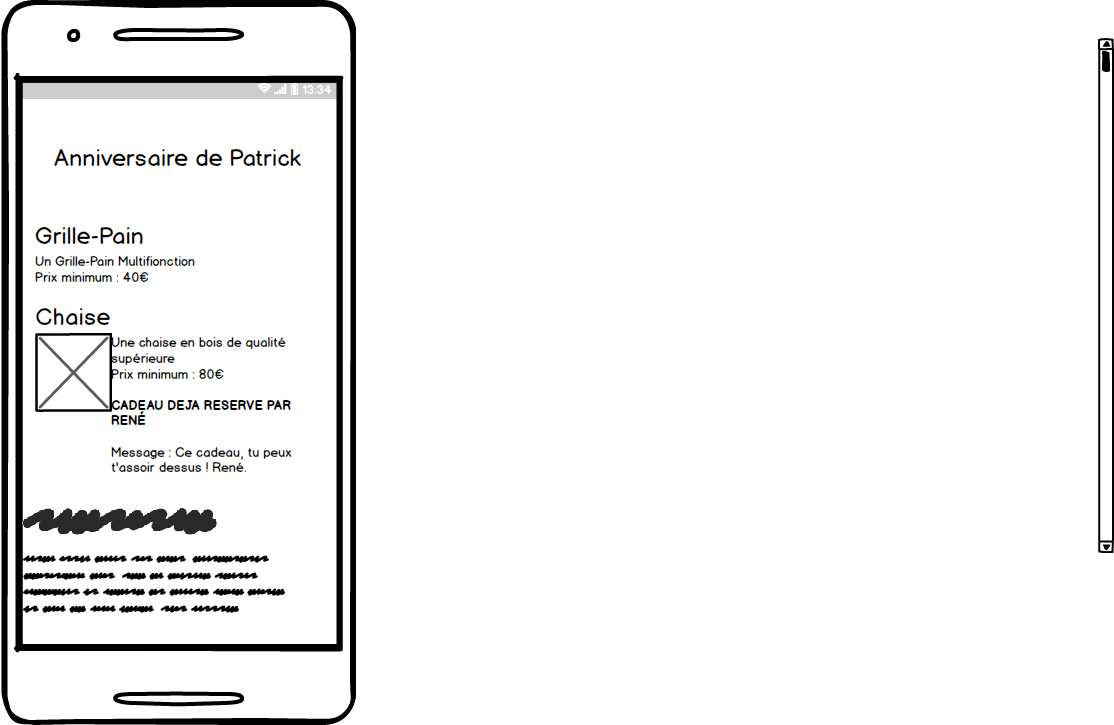 13:34
Anniversaire de Patrick
Grille-Pain
Un Grille-Pain Multifionction
Prix minimum : 40€
Chaise
Une chaise en bois de qualité
supérieure
Prix minimum : 80€
CADEAU DEJA RESERVE PAR
RENÉ
Message : Ce cadeau, tu peux
t'assoir dessus ! René.